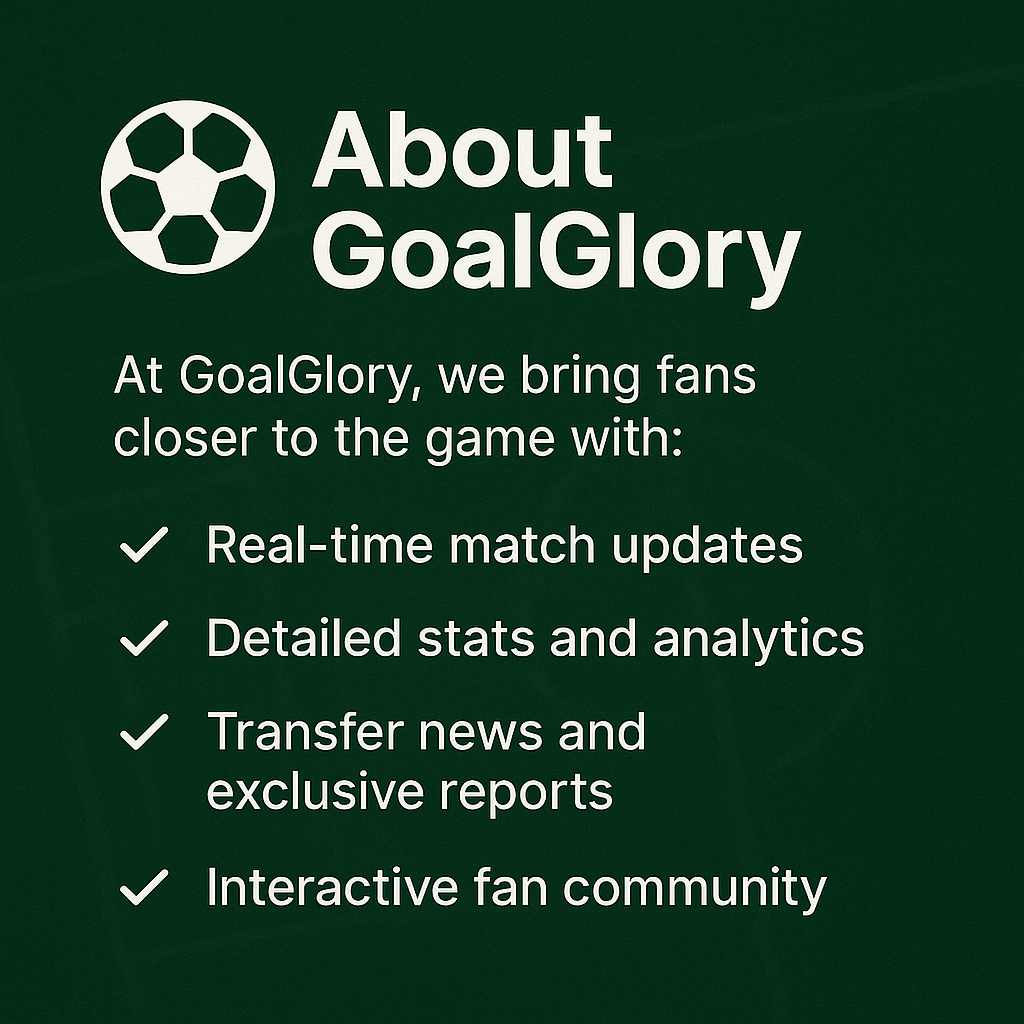 About
GoalGlory
At GoalGlory, we bring fans
closer to the game with:
Real-time match updates
Detailed stats and analytics
Transfer news and
exclusive reports
Interactive fan community